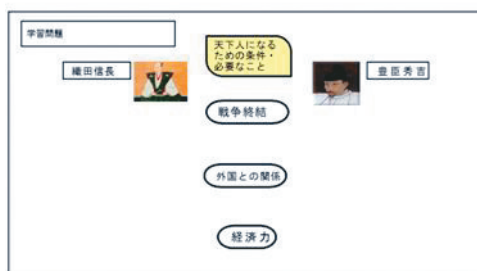 学習問題
天下人になる
ための条件・
必要なこと
織田信長
豊臣秀吉
戦争終結
外国との関係
経済力